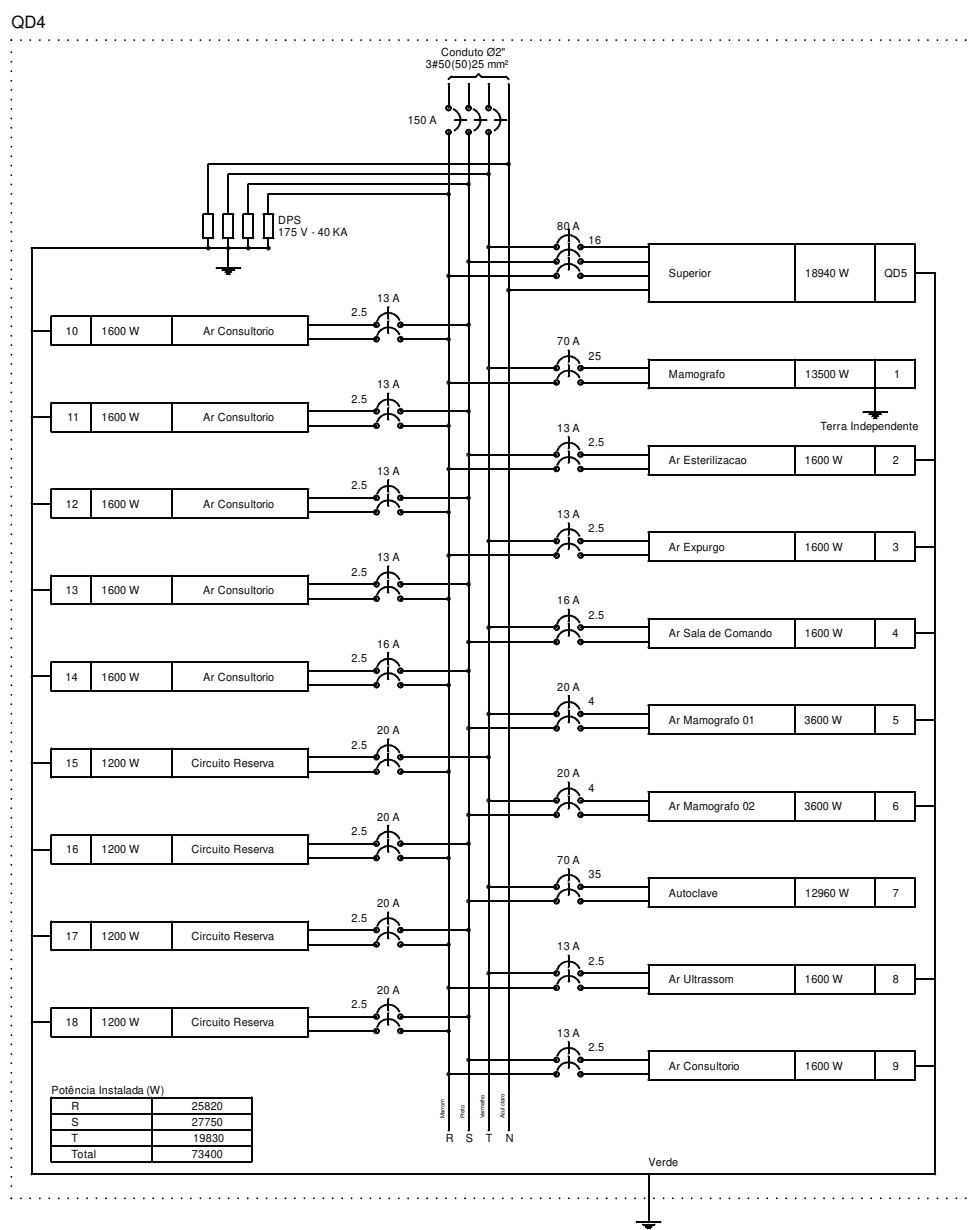 QD4
Conduto Ø2"
3#50(50)25 mm²
150 A
DPS
175 V - 40 KA
80 A
16
Superior 18940 W QD5
13 A
2.5
10 1600 W Ar Consultorio
70 A
25
Mamografo 13500 W 1
Terra Independente
13 A
2.5
11 1600 W Ar Consultorio
13 A
2.5
Ar Esterilizacao 1600 W 2
13 A
2.5
12 1600 W Ar Consultorio
13 A
2.5
Ar Expurgo 1600 W 3
13 A
2.5
13 1600 W Ar Consultorio
16 A
2.5
Ar Sala de Comando 1600 W 4
16 A
2.5
14 1600 W Ar Consultorio
20 A
4
Ar Mamografo 01 3600 W 5
20 A
2.5
15 1200 W Circuito Reserva
20 A
4
Ar Mamografo 02 3600 W 6
20 A
2.5
16 1200 W Circuito Reserva
70 A
35
Autoclave 12960 W 7
20 A
2.5
17 1200 W Circuito Reserva
13 A
2.5
Ar Ultrassom 1600 W 8
20 A
2.5
18 1200 W Circuito Reserva
13 A
2.5
Ar Consultorio 1600 W 9
Potência Instalada (W)
R 25820
S 27750
T 19830
Total 73400
Marrom Preto Vermelho Azul claro
R S T N
Verde